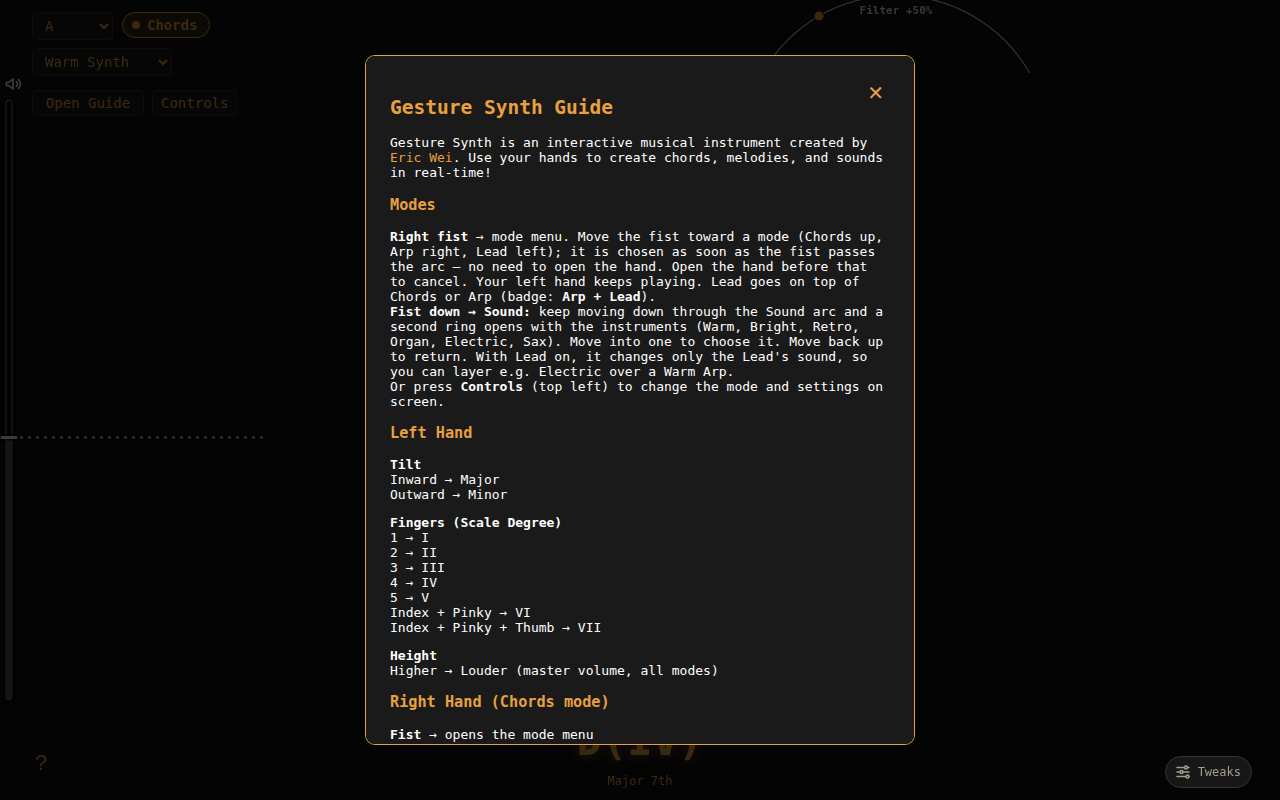 A
Chords
Filter +50%
Warm Synth
Open Guide
Controls
Gesture Synth Guide
Gesture Synth is an interactive musical instrument created by
Eric Wei. Use your hands to create chords, melodies, and sounds
in real-time!
Modes
Right fist → mode menu. Move the fist toward a mode (Chords up,
Arp right, Lead left); it is chosen as soon as the fist passes
the arc — no need to open the hand. Open the hand before that
to cancel. Your left hand keeps playing. Lead goes on top of
Chords or Arp (badge: Arp + Lead).
Fist down → Sound: keep moving down through the Sound arc and a
second ring opens with the instruments (Warm, Bright, Retro,
Organ, Electric, Sax). Move into one to choose it. Move back up
to return. With Lead on, it changes only the Lead's sound, so
you can layer e.g. Electric over a Warm Arp.
Or press Controls (top left) to change the mode and settings on
screen.
Left Hand
Tilt
Inward → Major
Outward → Minor
Fingers (Scale Degree)
1 → I
2 → II
3 → III
4 → IV
5 → V
Index + Pinky → VI
Index + Pinky + Thumb → VII
Height
Higher → Louder (master volume, all modes)
Right Hand (Chords mode)
Fist → opens the mode menu
D(IV)
Major 7th
?
Tweaks